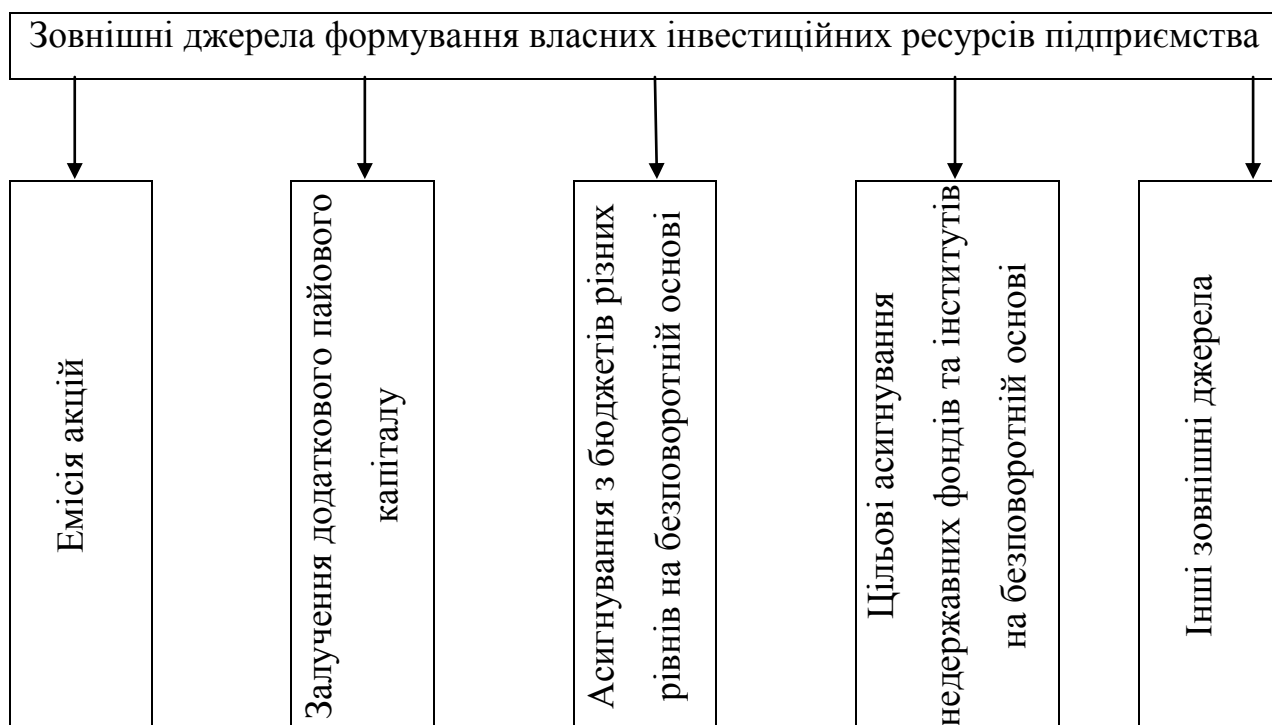 Зовнішні джерела формування власних інвестиційних ресурсів підприємства
Емісія акцій
Залучення додаткового пайового
капіталу
Асигнування з бюджетів різних
рівнів на безповоротній основі
Цільові асигнування
недержавних фондів та інститутів
на безповоротній основі
Інші зовнішні джерела